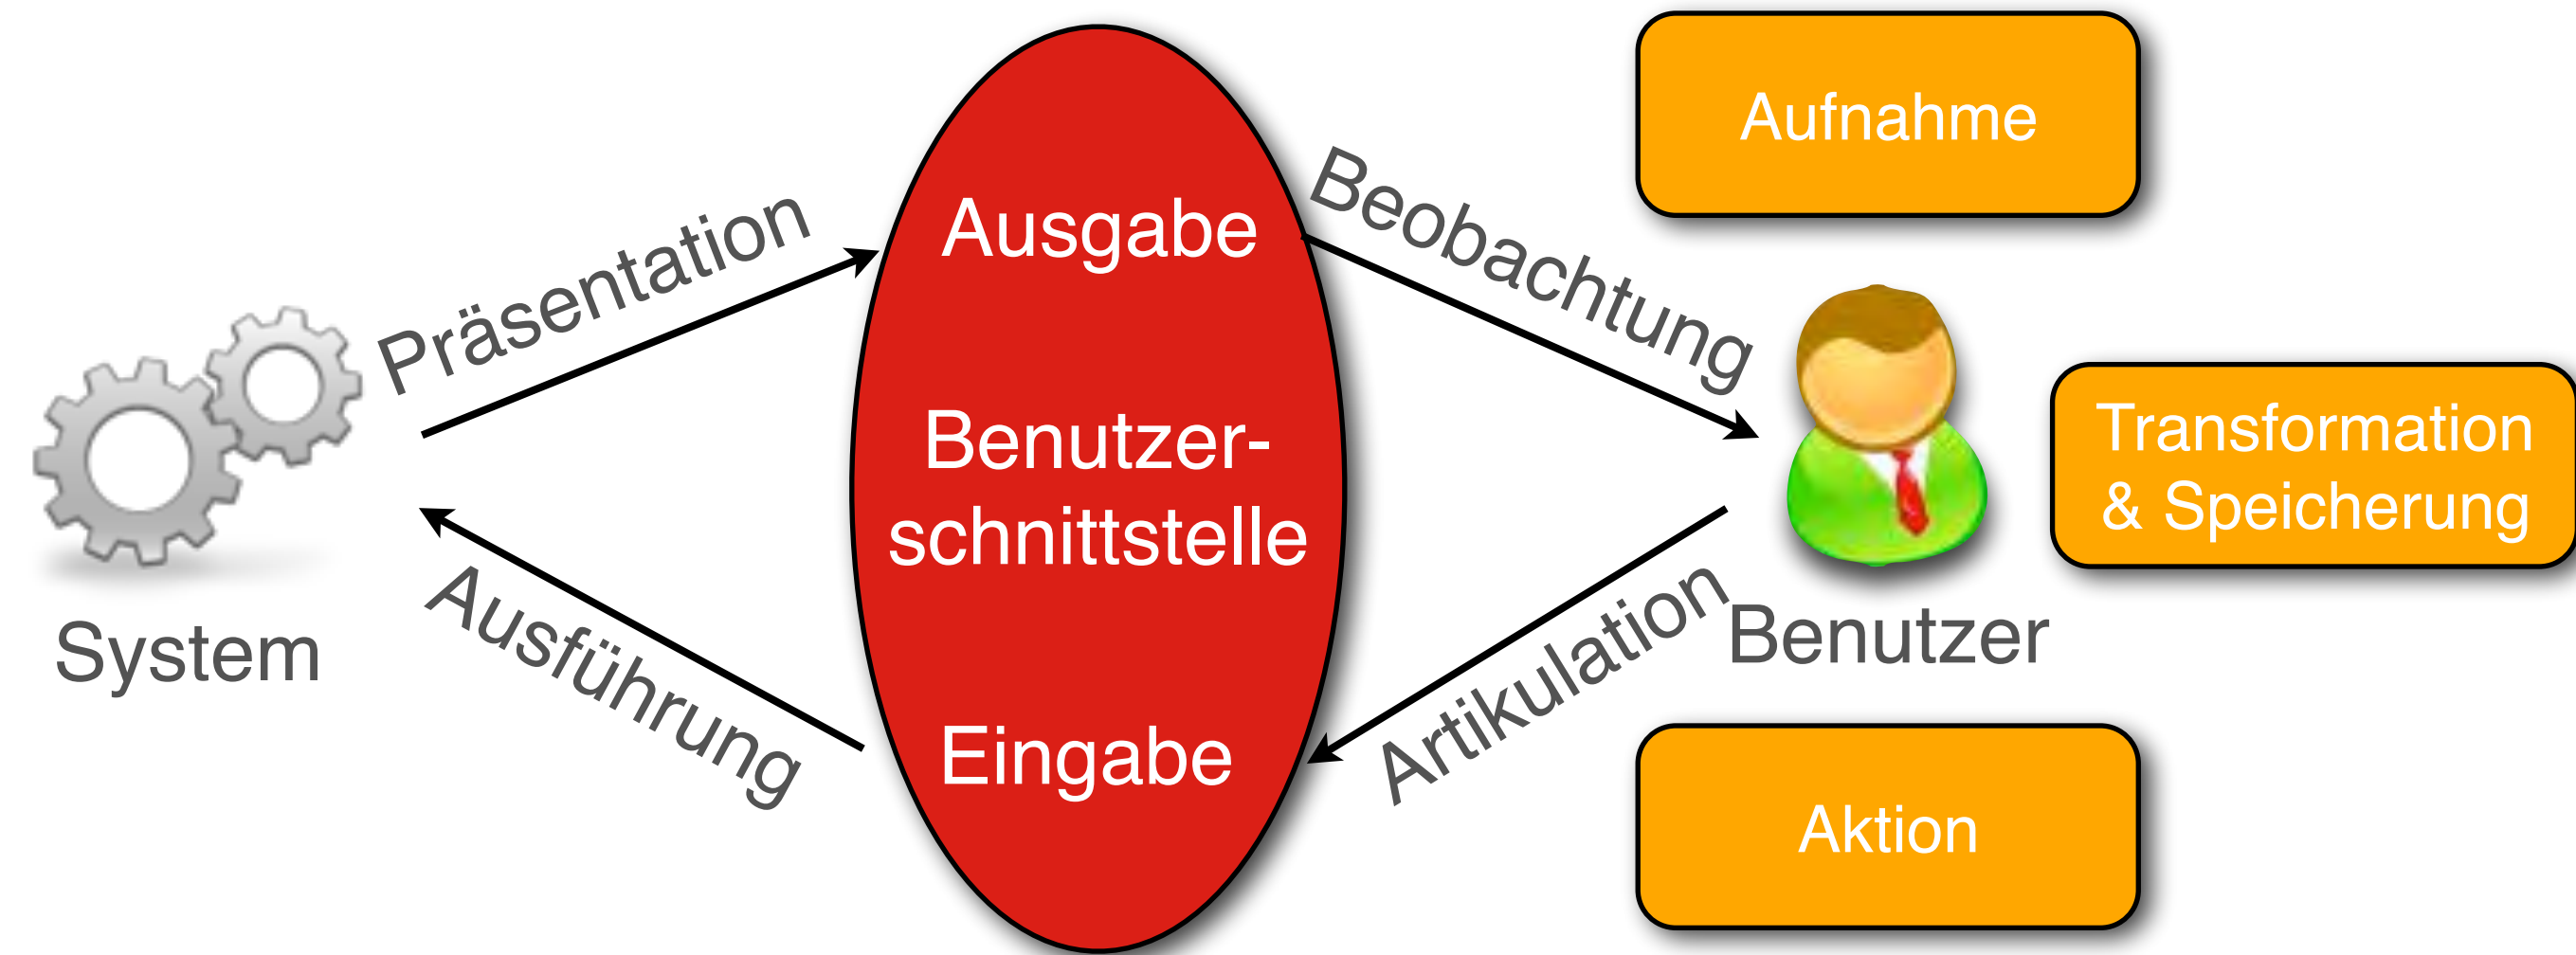 Präsentation
Ausführung
System
Ausgabe
Benutzer-
schnittstelle
Eingabe
Beobachtung
Artikulation
Benutzer
Aufnahme
Transformation
& Speicherung
Aktion